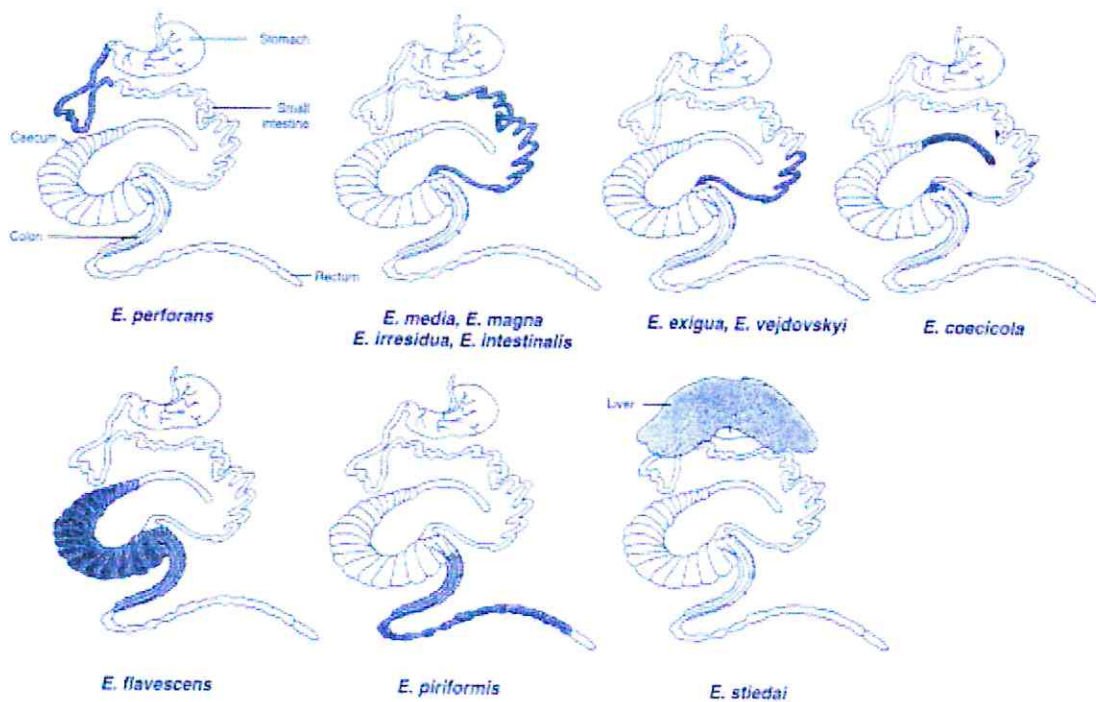 Stomach
Small
intestine
Caecum
Colon
Rectum
E. perforans
E. media, E. magna
E. irresidua, E. intestinalis
E. exigua, E. vejdovskyi
E. coecicola
Liver
E. flavescens
E. piriformis
E. stiedai